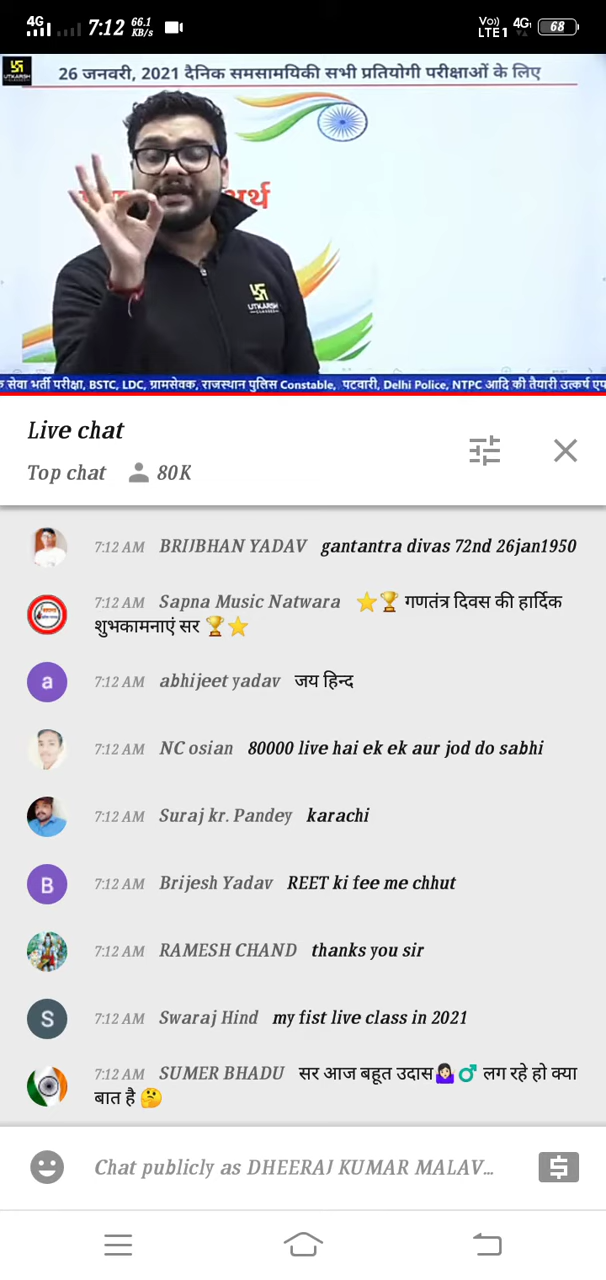 4G
7:12
66.1
KB/s
Vo))
LTE 1
4G
68
UTKARSH
26 जनवरी, 2021 दैनिक समसामयिकी सभी प्रतियोगी परीक्षाओं के लिए
र्थ
UTKARSH
CLASSES
सेवा भर्ती परीक्षा, BSTC, LDC, ग्रामसेवक, राजस्थान पुलिस Constable, पटवारी, Delhi Police, NTPC आदि की तैयारी उत्कर्ष एप
Live chat
Top chat 80K
7:12 AM BRIJBHAN YADAV gantantra divas 72nd 26jan1950
7:12 AM Sapna Music Natwara ⭐🏆 गणतंत्र दिवस की हार्दिक
शुभकामनाएं सर 🏆⭐
a
7:12 AM abhijeet yadav जय हिन्द
7:12 AM NC osian 80000 live hai ek ek aur jod do sabhi
7:12 AM Suraj kr. Pandey karachi
B
7:12 AM Brijesh Yadav REET ki fee me chhut
7:12 AM RAMESH CHAND thanks you sir
S
7:12 AM Swaraj Hind my fist live class in 2021
7:12 AM SUMER BHADU सर आज बहूत उदास🤷🏻‍♀️♂️ लग रहे हो क्या
बात है 🤔
Chat publicly as DHEERAJ KUMAR MALAV...